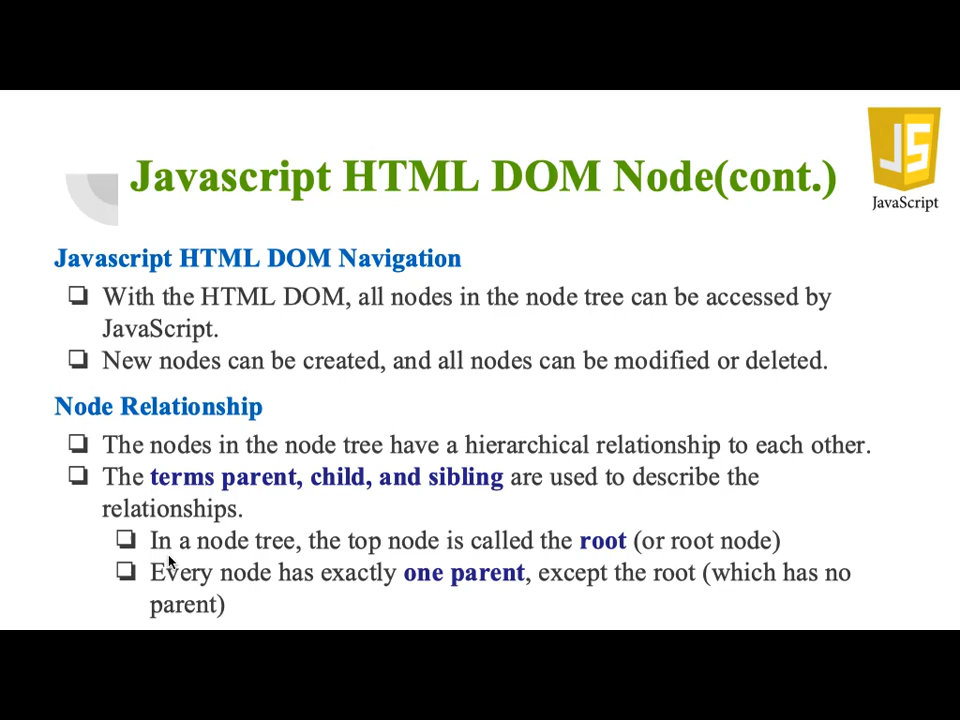 JS
JavaScript
Javascript HTML DOM Node(cont.)
Javascript HTML DOM Navigation
❏ With the HTML DOM, all nodes in the node tree can be accessed by
JavaScript.
❏ New nodes can be created, and all nodes can be modified or deleted.
Node Relationship
❏ The nodes in the node tree have a hierarchical relationship to each other.
❏ The terms parent, child, and sibling are used to describe the
relationships.
❏ In a node tree, the top node is called the root (or root node)
❏ Every node has exactly one parent, except the root (which has no
parent)